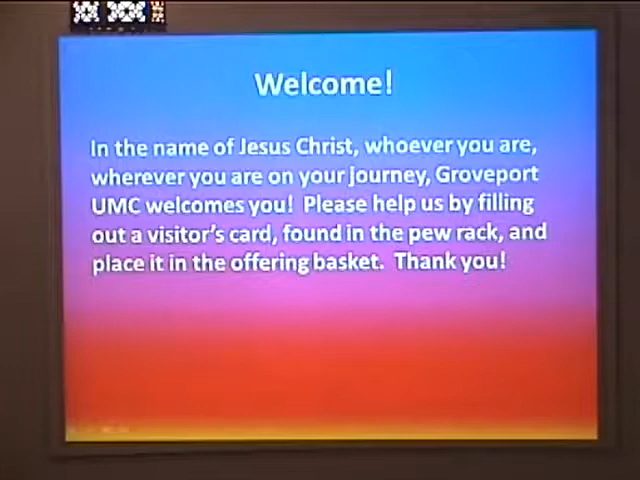 Welcome!
In the name of Jesus Christ, whoever you are,
wherever you are on your journey, Groveport
UMC welcomes you!  Please help us by filling
out a visitor's card, found in the pew rack, and
place it in the offering basket.  Thank you!